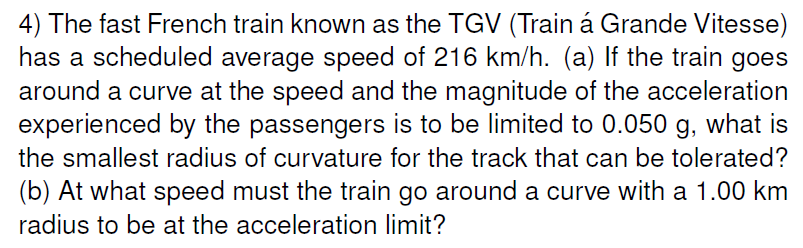 4) The fast French train known as the TGV (Train á Grande Vitesse)
has a scheduled average speed of 216 km/h. (a) If the train goes
around a curve at the speed and the magnitude of the acceleration
experienced by the passengers is to be limited to 0.050 g, what is
the smallest radius of curvature for the track that can be tolerated?
(b) At what speed must the train go around a curve with a 1.00 km
radius to be at the acceleration limit?